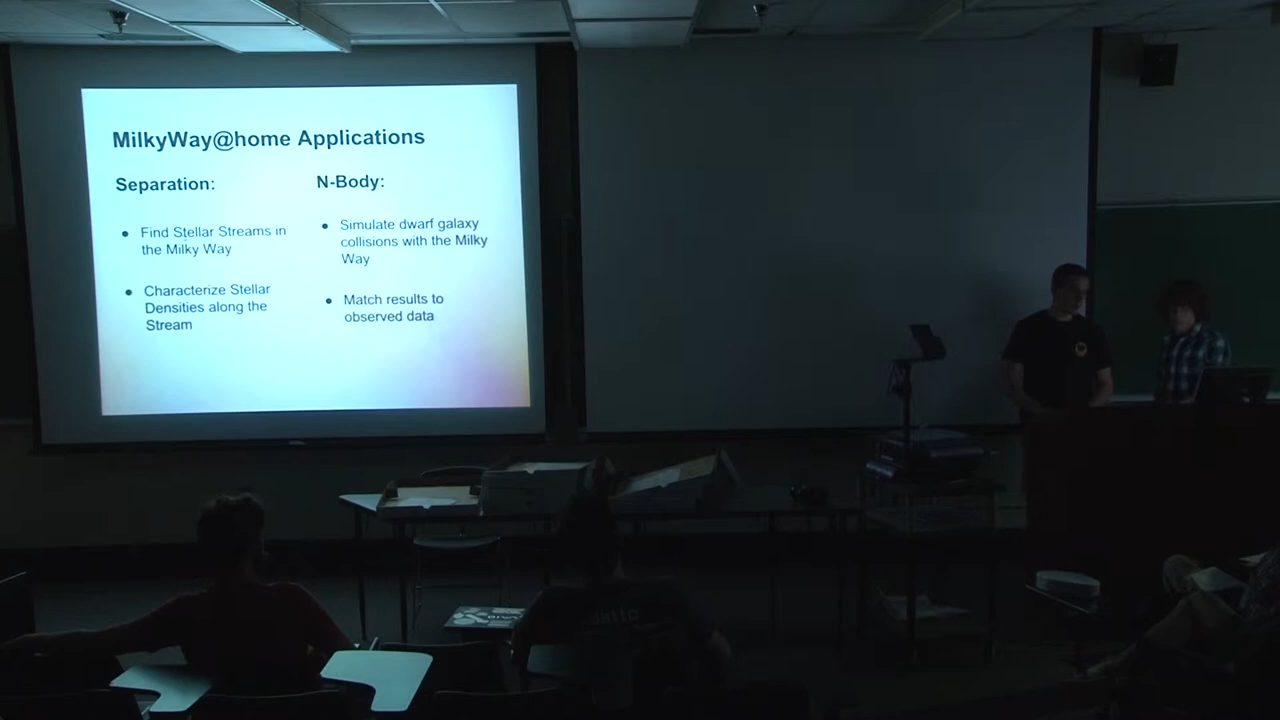 MilkyWay@home Applications
Separation:
● Find Stellar Streams in
the Milky Way
● Characterize Stellar
Densities along the
Stream
N-Body:
● Simulate dwarf galaxy
collisions with the Milky
Way
● Match results to
observed data